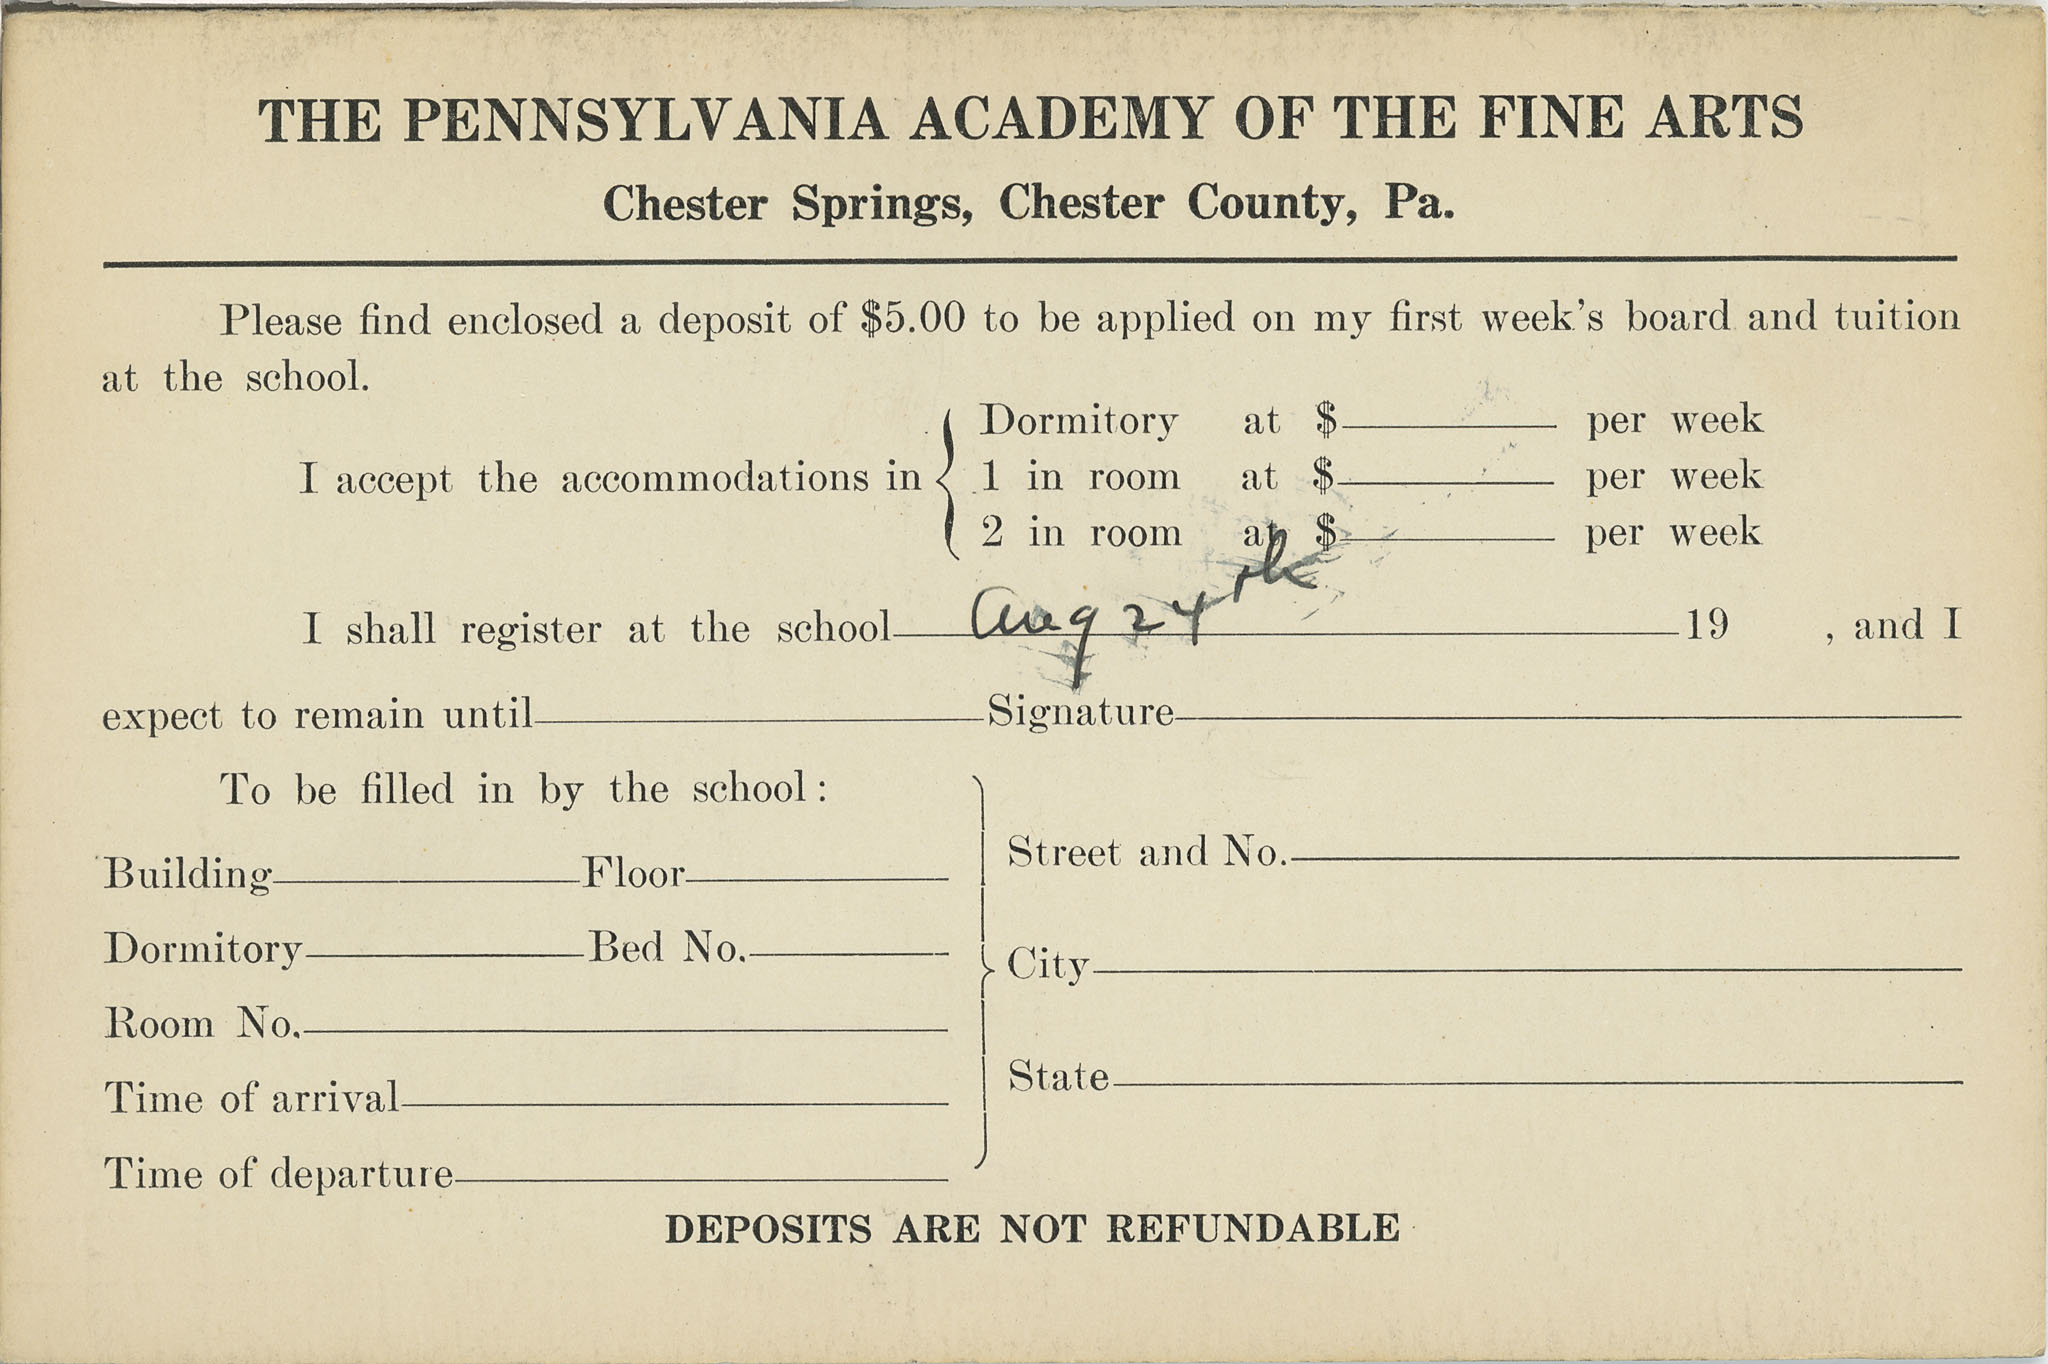 THE PENNSYLVANIA ACADEMY OF THE FINE ARTS
Chester Springs, Chester County, Pa.
Please find enclosed a deposit of $5.00 to be applied on my first week's board and tuition
at the school.
I accept the accommodations in
Dormitory at $ per week
1 in room at $ per week
2 in room at $ per week
I shall register at the school Aug 24th 19 , and I
expect to remain until Signature
To be filled in by the school:
Building Floor
Dormitory Bed No.
Room No.
Time of arrival
Time of departure
Street and No.
City
State
DEPOSITS ARE NOT REFUNDABLE